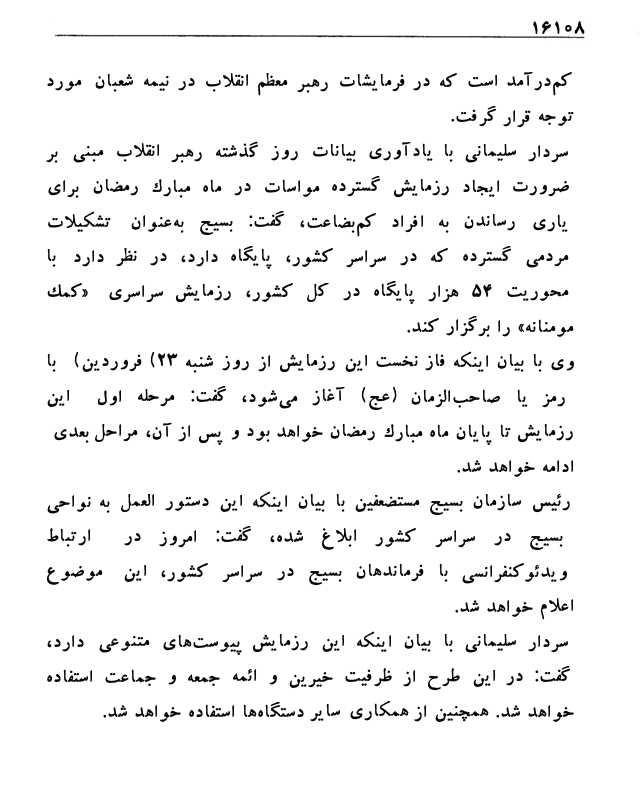 ۱۶۱۰۸
کم‌درآمد است که در فرمایشات رهبر معظم انقلاب در نیمه شعبان مورد
توجه قرار گرفت.
سردار سلیمانی با یادآوری بیانات روز گذشته رهبر انقلاب مبنی بر
ضرورت ایجاد رزمایش گسترده مواسات در ماه مبارك رمضان برای
یاری رساندن به افراد کم‌بضاعت، گفت: بسیج به‌عنوان تشکیلات
مردمی گسترده که در سراسر کشور، پایگاه دارد، در نظر دارد با
محوریت ۵۴ هزار پایگاه در کل کشور، رزمایش سراسری «کمك
مومنانه» را برگزار کند.
وی با بیان اینکه فاز نخست این رزمایش از روز شنبه ۲۳) فروردین) با
رمز یا صاحب‌الزمان (عج) آغاز می‌شود، گفت: مرحله اول این
رزمایش تا پایان ماه مبارك رمضان خواهد بود و پس از آن، مراحل بعدی
ادامه خواهد شد.
رئیس سازمان بسیج مستضعفین با بیان اینکه این دستور العمل به نواحی
بسیج در سراسر کشور ابلاغ شده، گفت: امروز در ارتباط
ویدئوکنفرانسی با فرماندهان بسیج در سراسر کشور، این موضوع
اعلام خواهد شد.
سردار سلیمانی با بیان اینکه این رزمایش پیوست‌های متنوعی دارد،
گفت: در این طرح از ظرفیت خیرین و ائمه جمعه و جماعت استفاده
خواهد شد. همچنین از همکاری سایر دستگاه‌ها استفاده خواهد شد.